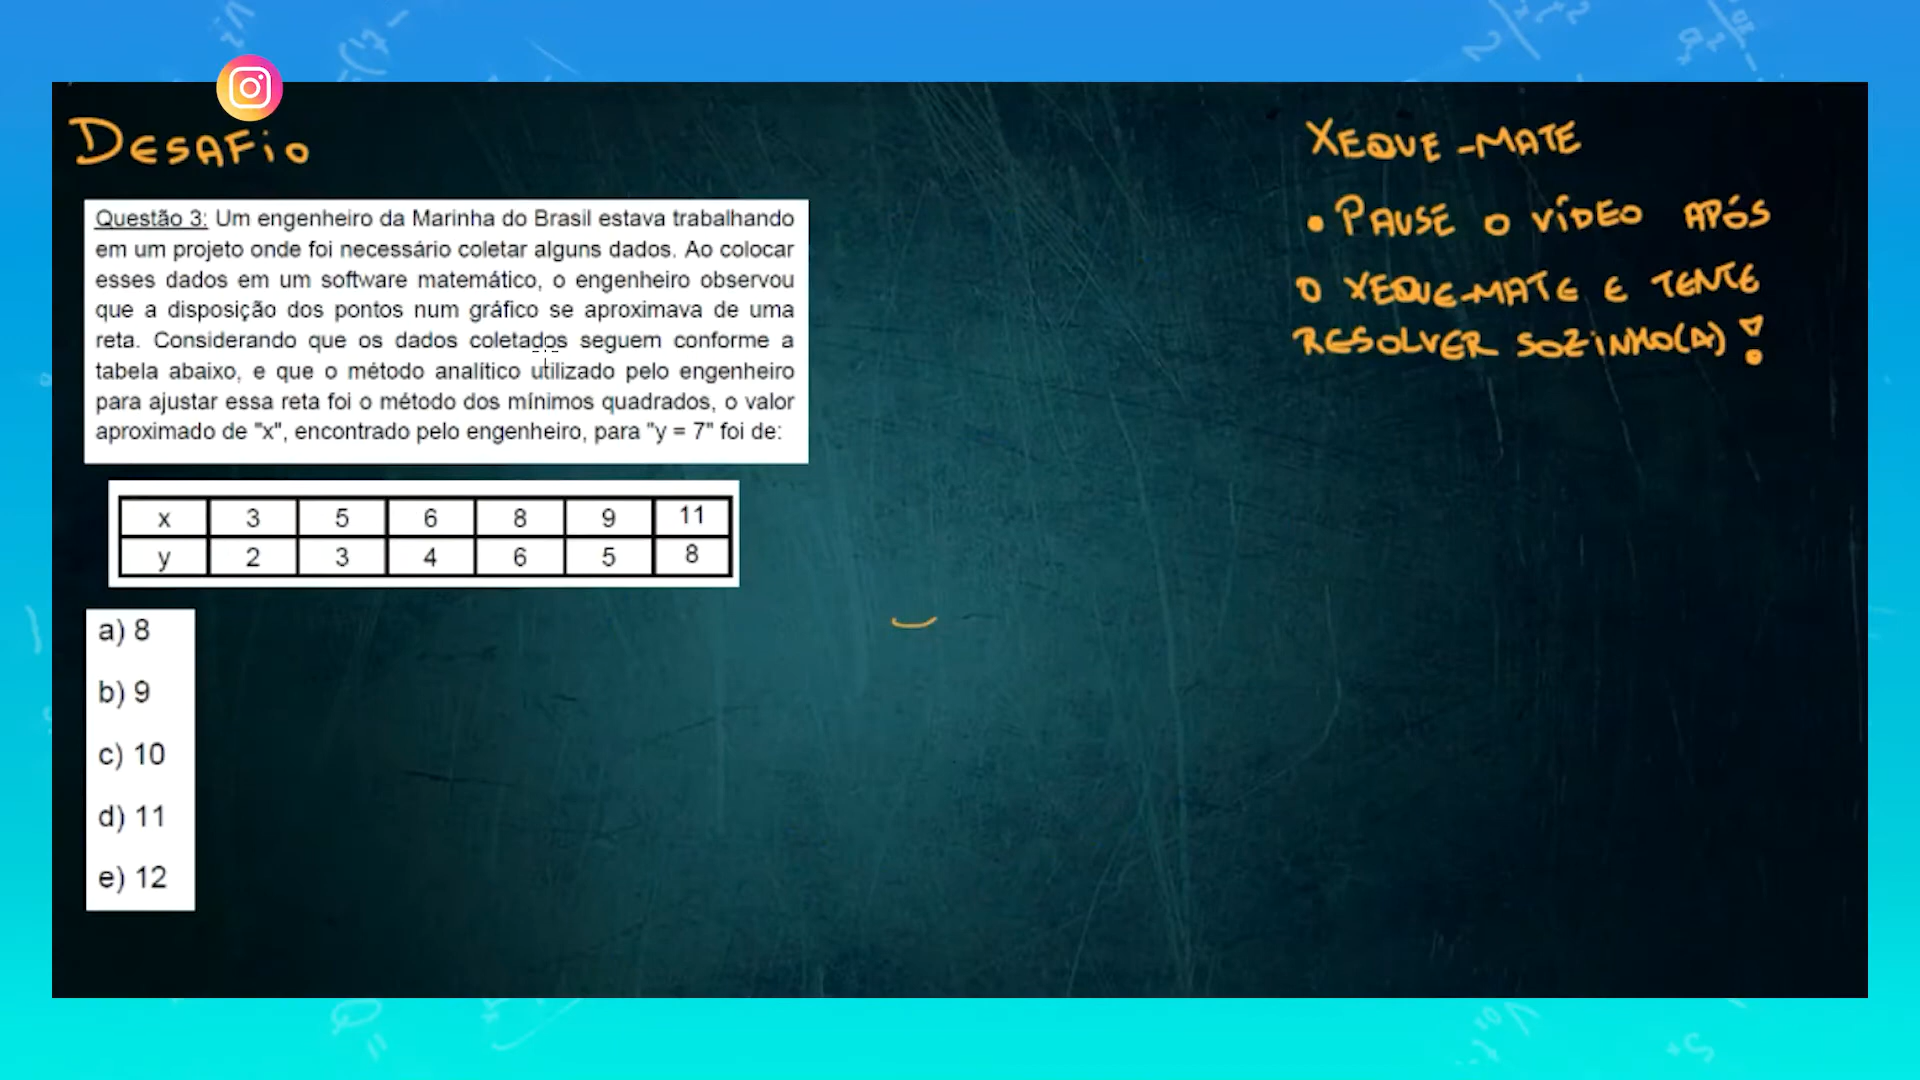 DESAFIO
Questão 3: Um engenheiro da Marinha do Brasil estava trabalhando
em um projeto onde foi necessário coletar alguns dados. Ao colocar
esses dados em um software matemático, o engenheiro observou
que a disposição dos pontos num gráfico se aproximava de uma
reta. Considerando que os dados coletados seguem conforme a
tabela abaixo, e que o método analítico utilizado pelo engenheiro
para ajustar essa reta foi o método dos mínimos quadrados, o valor
aproximado de "x", encontrado pelo engenheiro, para "y = 7" foi de:
x 3 5 6 8 9 11
y 2 3 4 6 5 8
a) 8
b) 9
c) 10
d) 11
e) 12
XEQUE-MATE
• PAUSE O VÍDEO APÓS
O XEQUE-MATE E TENTE
RESOLVER SOZINHO(A)!